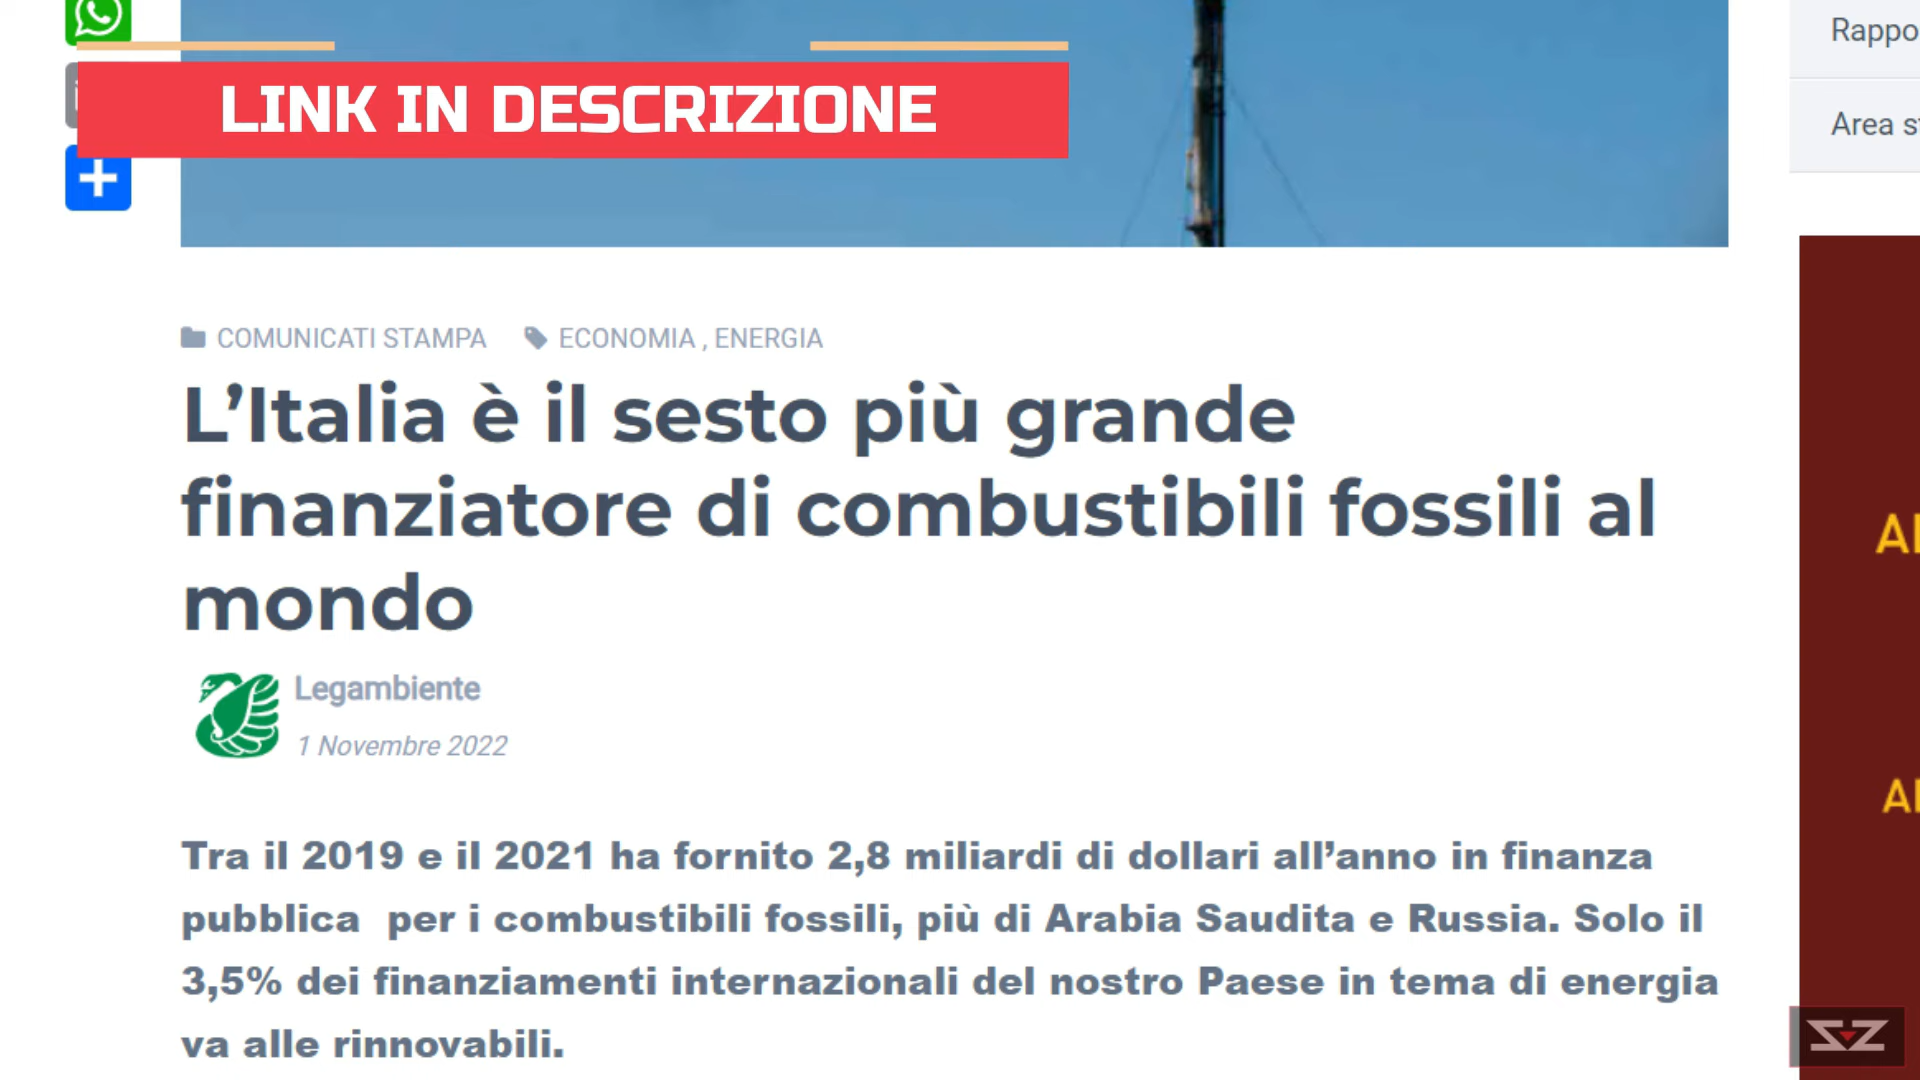 LINK IN DESCRIZIONE
Rappo
Area s
COMUNICATI STAMPA ECONOMIA , ENERGIA
L’Italia è il sesto più grande
finanziatore di combustibili fossili al
mondo
Legambiente
1 Novembre 2022
Tra il 2019 e il 2021 ha fornito 2,8 miliardi di dollari all’anno in finanza
pubblica per i combustibili fossili, più di Arabia Saudita e Russia. Solo il
3,5% dei finanziamenti internazionali del nostro Paese in tema di energia
va alle rinnovabili.